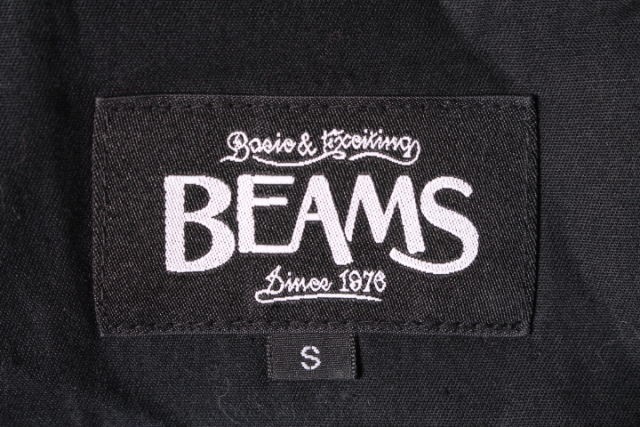 Basic & Exciting
BEAMS
Since 1976
S